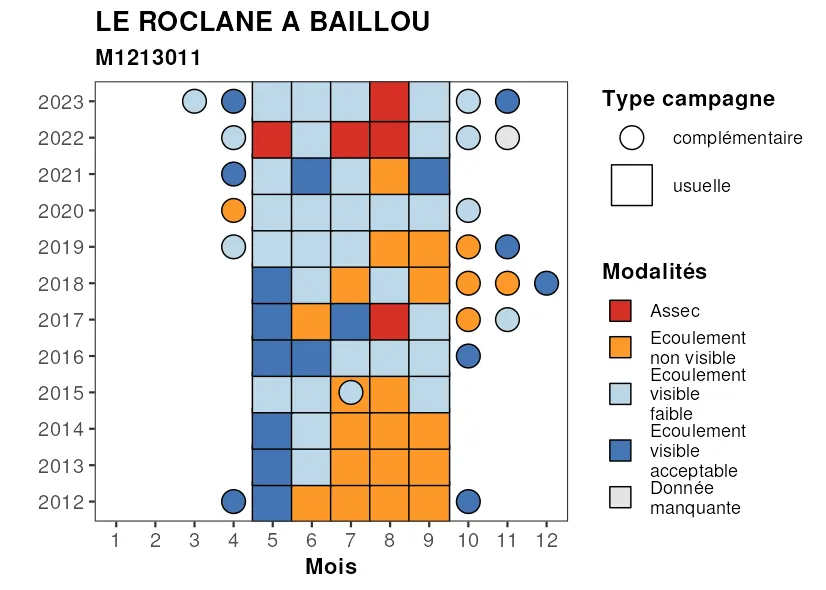 LE ROCLANE A BAILLOU
M1213011
2023
2022
2021
2020
2019
2018
2017
2016
2015
2014
2013
2012
1 2 3 4 5 6 7 8 9 10 11 12
Mois
Type campagne
complémentaire
usuelle
Modalités
Assec
Ecoulement
non visible
Ecoulement
visible
faible
Ecoulement
visible
acceptable
Donnée
manquante